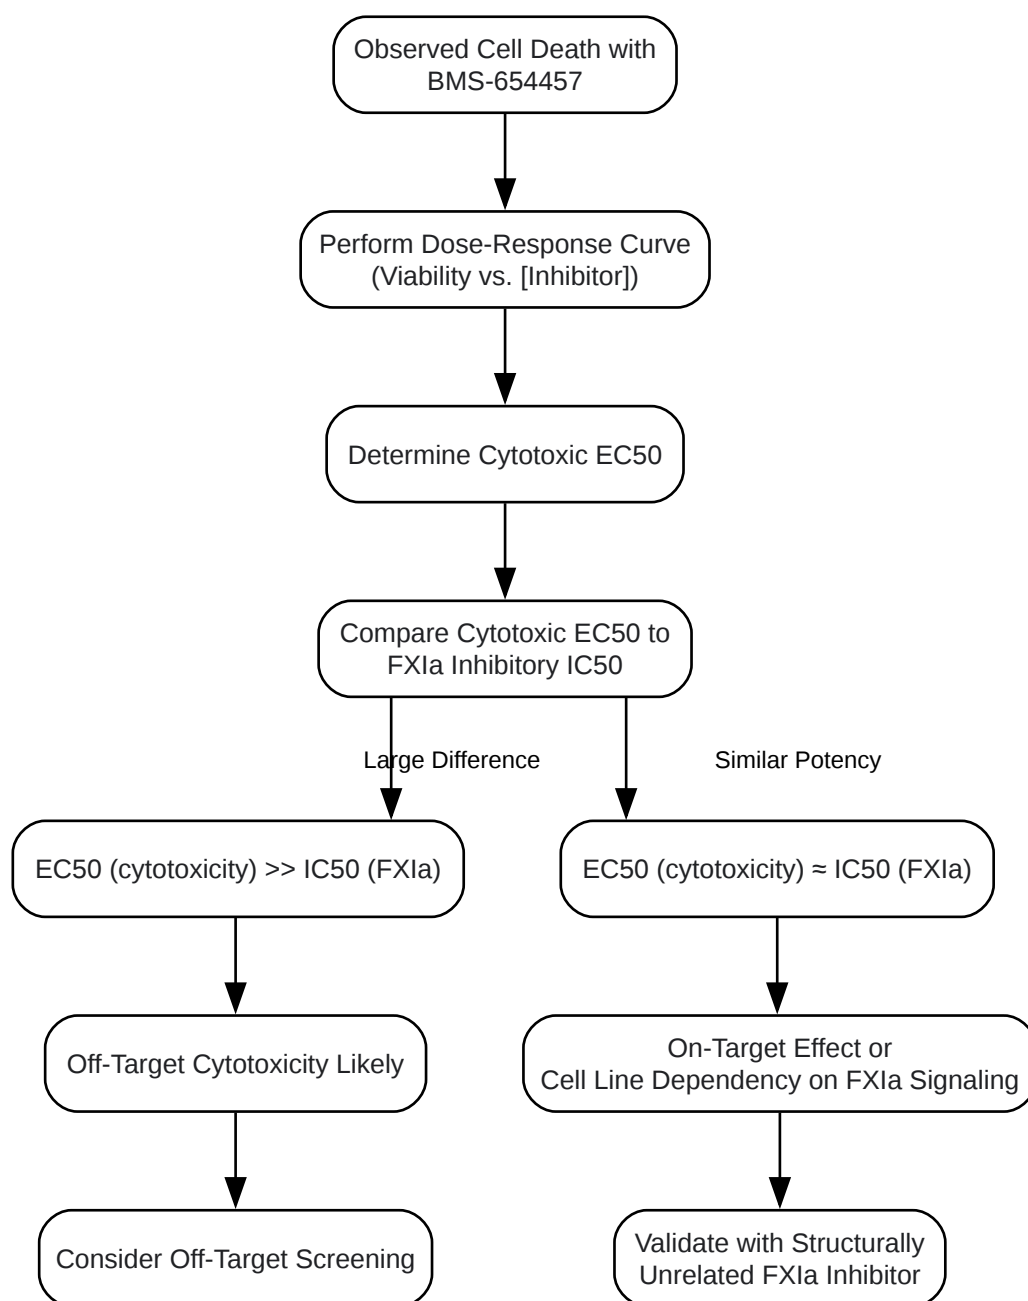 Observed Cell Death with
BMS-654457
Perform Dose-Response Curve
(Viability vs. [Inhibitor])
Determine Cytotoxic EC50
Compare Cytotoxic EC50 to
FXIa Inhibitory IC50
Large Difference
Similar Potency
EC50 (cytotoxicity) >> IC50 (FXIa)
EC50 (cytotoxicity) ≈ IC50 (FXIa)
Off-Target Cytotoxicity Likely
On-Target Effect or
Cell Line Dependency on FXIa Signaling
Consider Off-Target Screening
Validate with Structurally
Unrelated FXIa Inhibitor